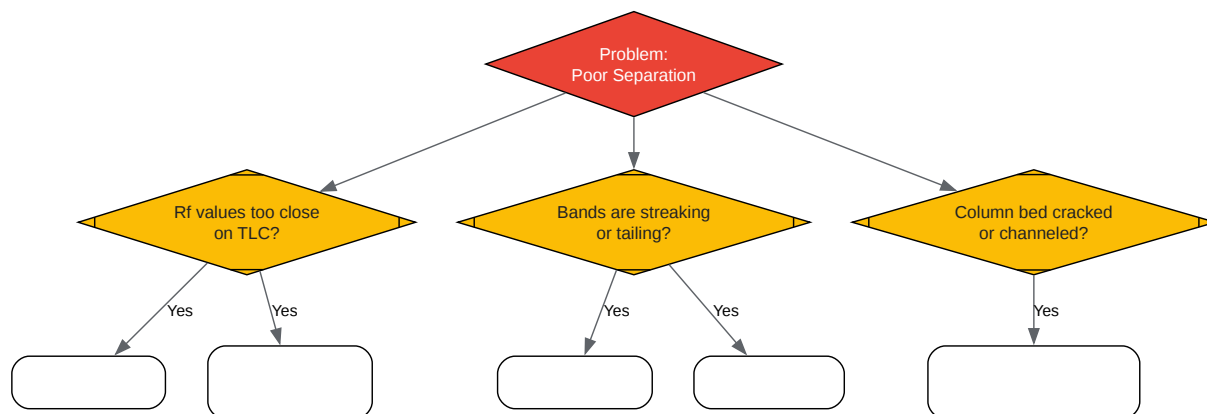 Problem:
Poor Separation
Rf values too close
on TLC?
Bands are streaking
or tailing?
Column bed cracked
or channeled?
Yes
Yes
Yes
Yes
Yes